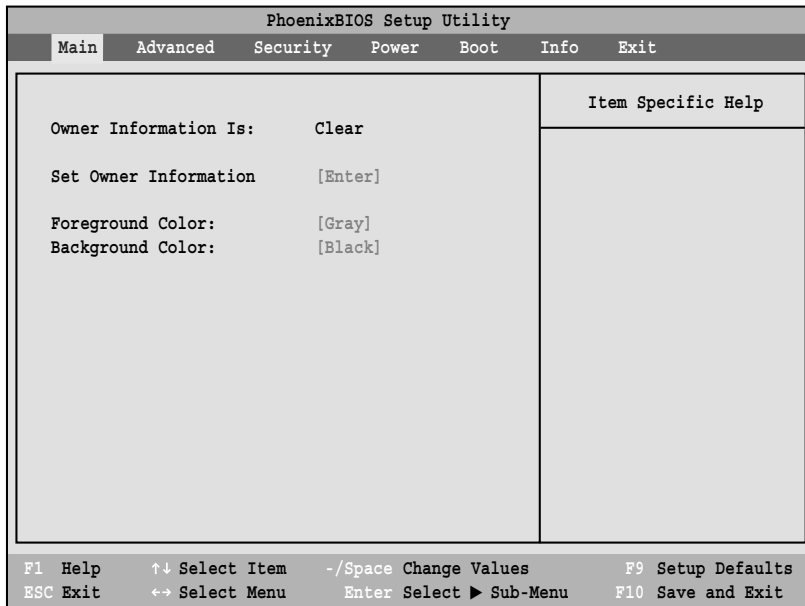 PhoenixBIOS Setup Utility
Main Advanced Security Power Boot Info Exit
Item Specific Help
Owner Information Is: Clear
Set Owner Information [Enter]
Foreground Color: [Gray]
Background Color: [Black]
F1 Help ↑↓ Select Item -/Space Change Values F9 Setup Defaults
ESC Exit ←→ Select Menu Enter Select ▶ Sub-Menu F10 Save and Exit